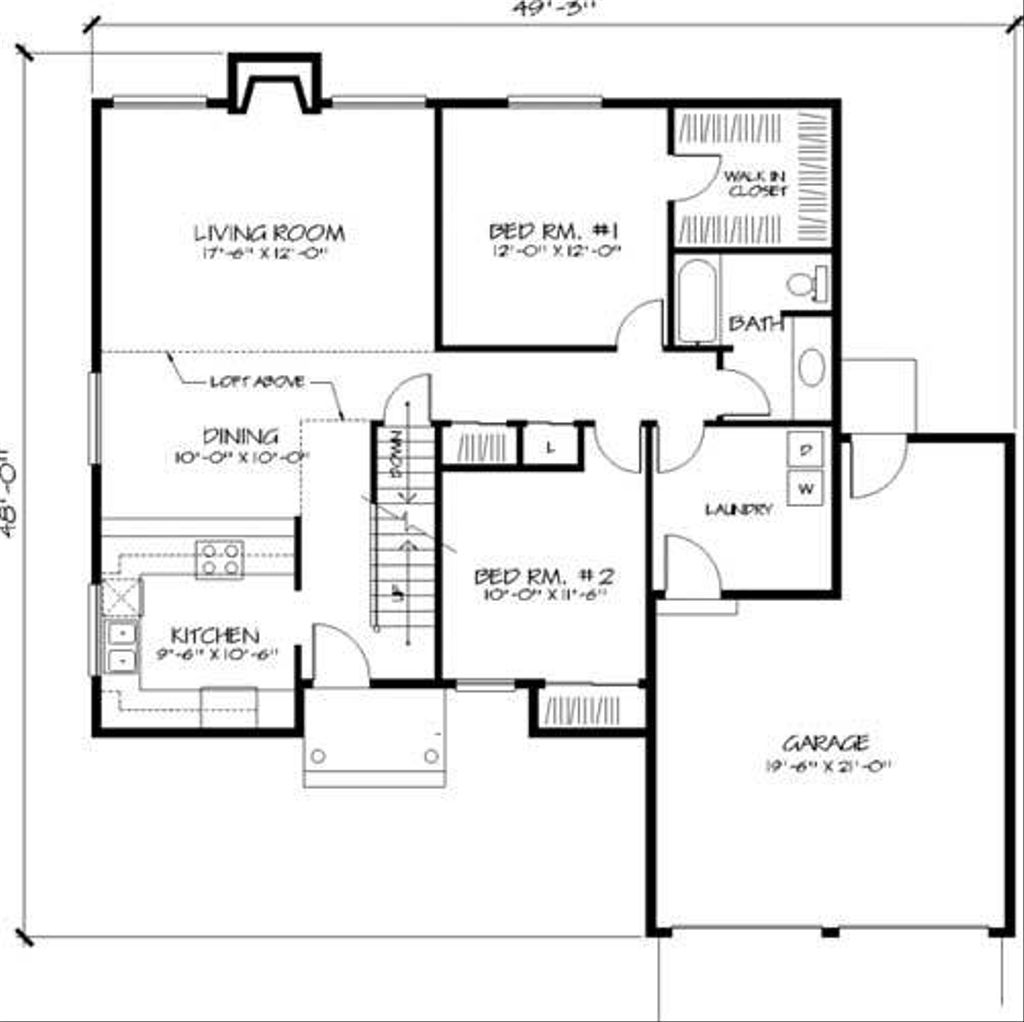 49'-3"
LIVING ROOM
17'-6" X 12'-0"
BED RM. #1
12'-0" X 12'-0"
WALK IN
CLOSET
BATH
LOFT ABOVE
DINING
10'-0" X 10'-0"
DOWN
L
D
W
LAUNDRY
48'-0"
BED RM. #2
10'-0" X 11'-6"
UP
KITCHEN
9'-6" X 10'-6"
GARAGE
19'-6" X 21'-0"